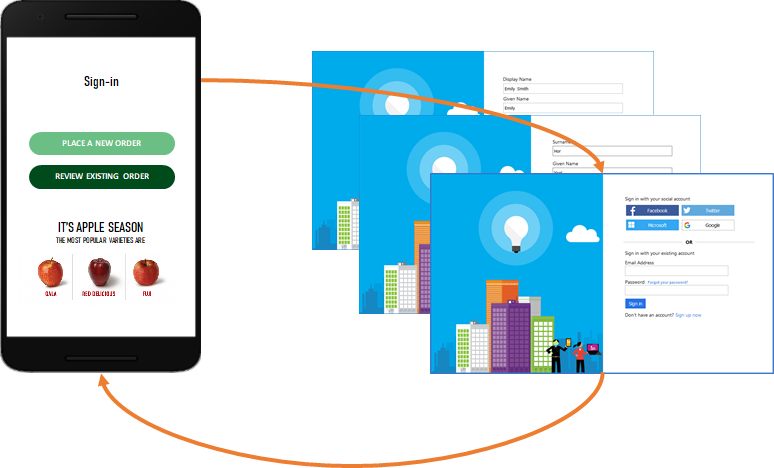 Sign-in
PLACE A NEW ORDER
REVIEW EXISTING ORDER
IT'S APPLE SEASON
THE MOST POPULAR VARIETIES ARE
GALA
RED DELICIOUS
FUJI
Display Name
Emily Smith
Given Name
Emily
Surname
Hor
Given Name
Sign in with your social account
Facebook
Twitter
Microsoft
Google
OR
Sign in with your existing account
Email Address
Password Forgot your password?
Sign in
Don't have an account? Sign up now